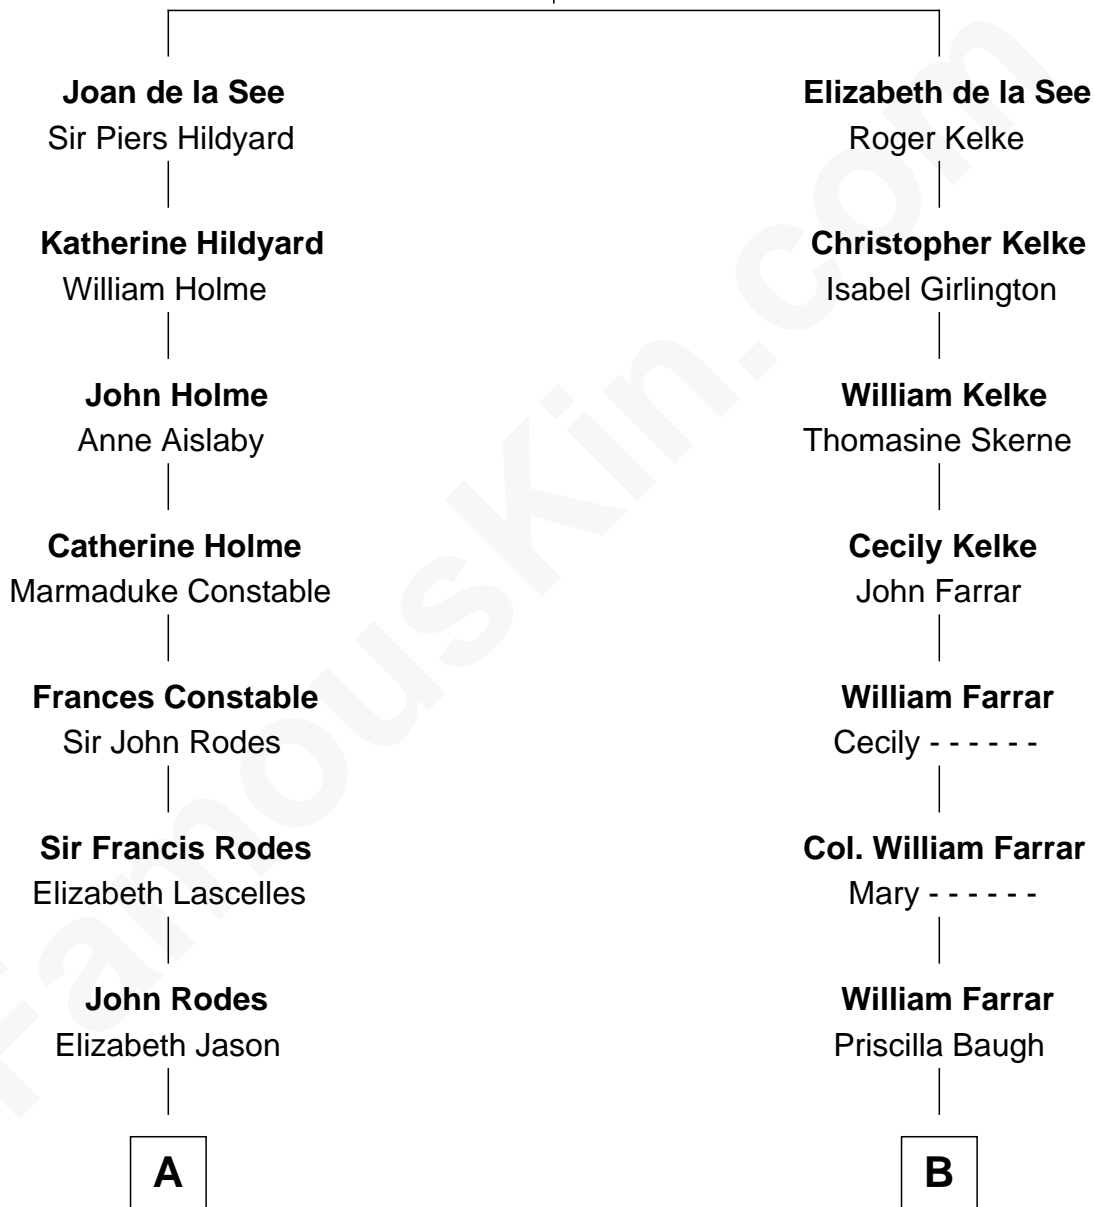 Joan de la See
Sir Piers Hildyard
Elizabeth de la See
Roger Kelke
Katherine Hildyard
William Holme
Christopher Kelke
Isabel Girlington
John Holme
Anne Aislaby
William Kelke
Thomasine Skerne
Catherine Holme
Marmaduke Constable
Cecily Kelke
John Farrar
Frances Constable
Sir John Rodes
William Farrar
Cecily - - - - - -
Sir Francis Rodes
Elizabeth Lascelles
Col. William Farrar
Mary - - - - - -
John Rodes
Elizabeth Jason
William Farrar
Priscilla Baugh
A
B
FamousKin.com